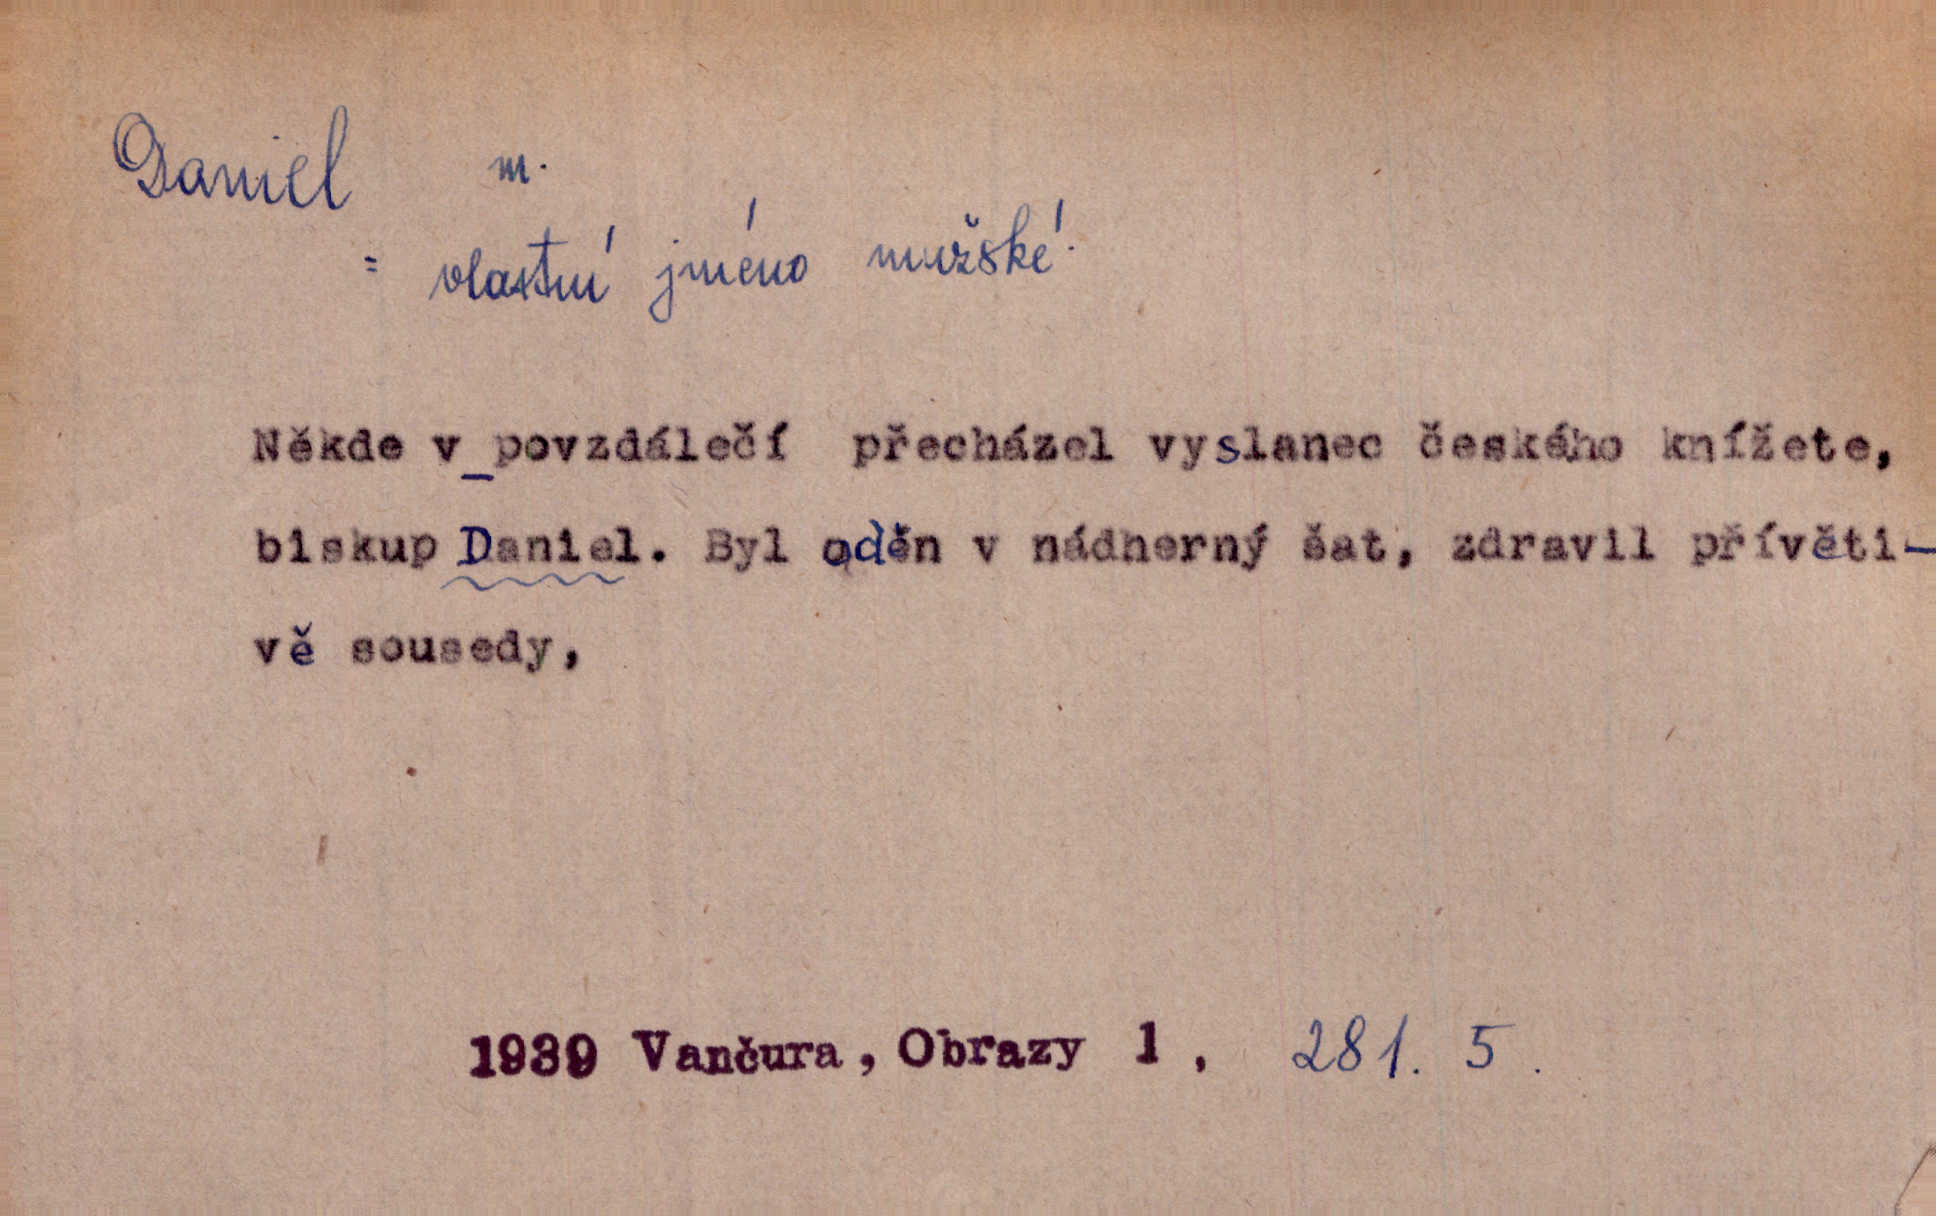 Daniel m.
= vlastní jméno mužské.
Někde v_povzdálečí přecházel vyslanec českého knížete,
biskup Daniel. Byl oděn v nádherný šat, zdravil přívěti-
vě sousedy,
1939 Vančura, Obrazy 1, 281. 5.